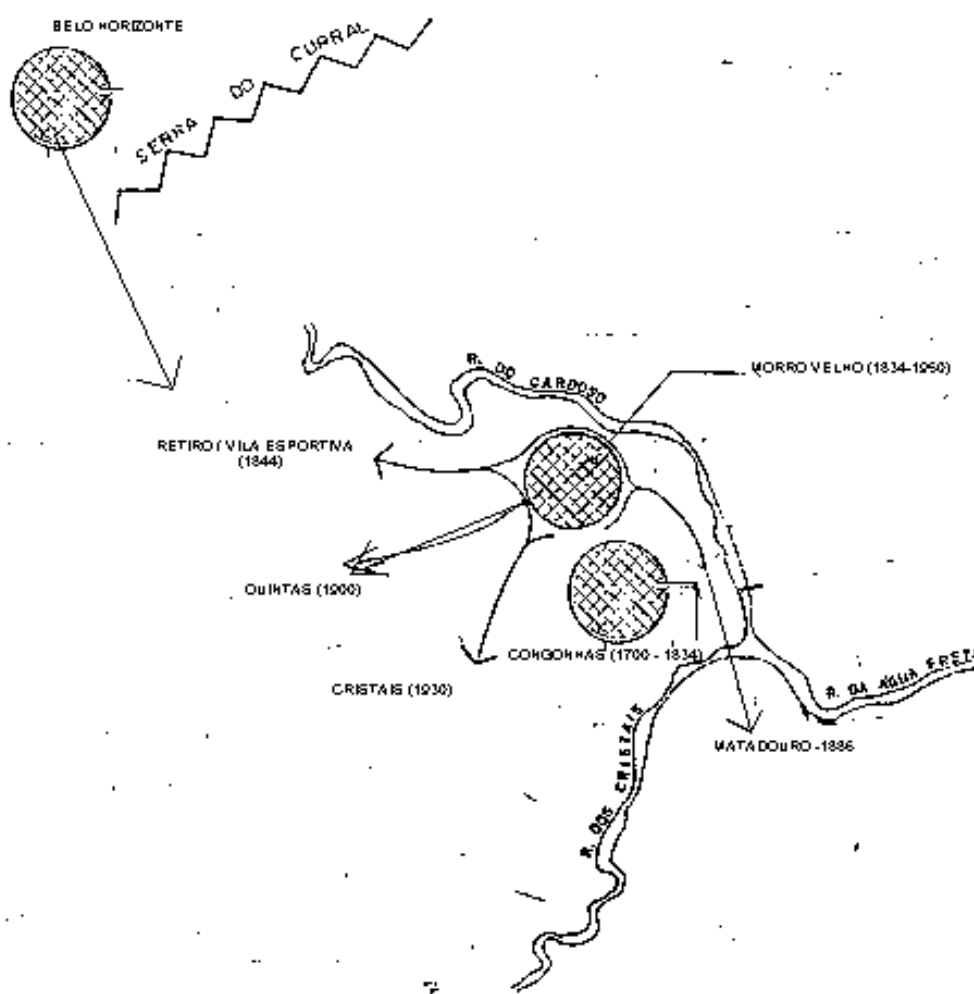 BELO HORIZONTE
SERRA DO CURRAL
R. DO CARDOSO
MORRO VELHO (1834-1950)
RETIRO / VILA ESPORTIVA
(1844)
QUINTAS (1900)
CONGONHAS (1700 - 1834)
CRISTAIS (1930)
R. DA AGUA PRETA
MATADOURO - 1886
R. DOS CRISTAIS